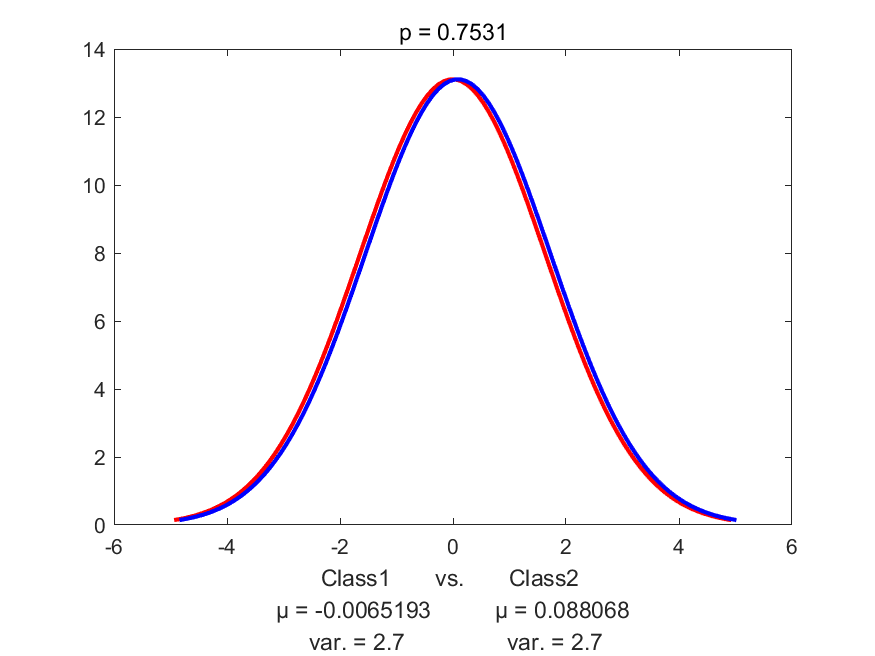 p = 0.7531
14
12
10
8
6
4
2
0
-6 -4 -2 0 2 4 6
Class1 vs. Class2
μ = -0.0065193 μ = 0.088068
var. = 2.7 var. = 2.7